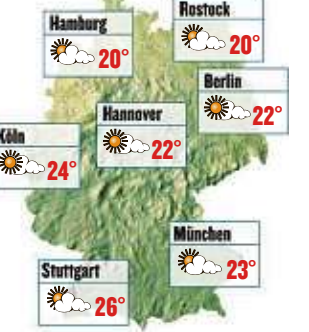 Hamburg
20°
Rostock
20°
Berlin
22°
Hannover
22°
Köln
24°
München
23°
Stuttgart
26°